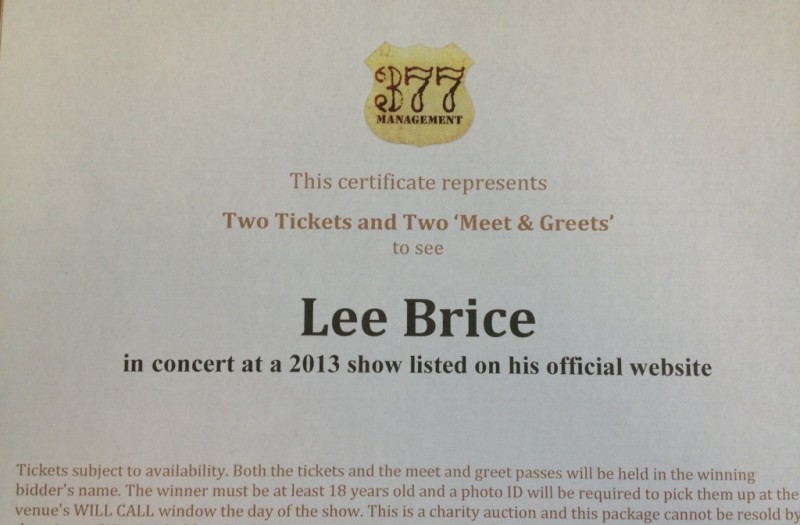 377
MANAGEMENT
This certificate represents
Two Tickets and Two ‘Meet & Greets’
to see
Lee Brice
in concert at a 2013 show listed on his official website
Tickets subject to availability. Both the tickets and the meet and greet passes will be held in the winning
bidder's name. The winner must be at least 18 years old and a photo ID will be required to pick them up at the
venue's WILL CALL window the day of the show. This is a charity auction and this package cannot be resold by